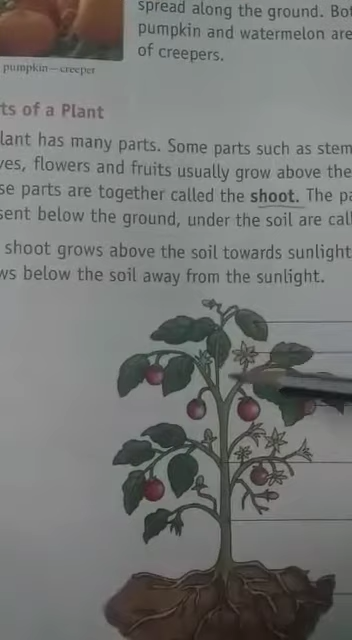 spread along the ground. Bot
pumpkin and watermelon are
of creepers.
pumpkin – creeper
ts of a Plant
lant has many parts. Some parts such as stem
ves, flowers and fruits usually grow above the
se parts are together called the shoot. The pa
sent below the ground, under the soil are call
shoot grows above the soil towards sunlight
ws below the soil away from the sunlight.